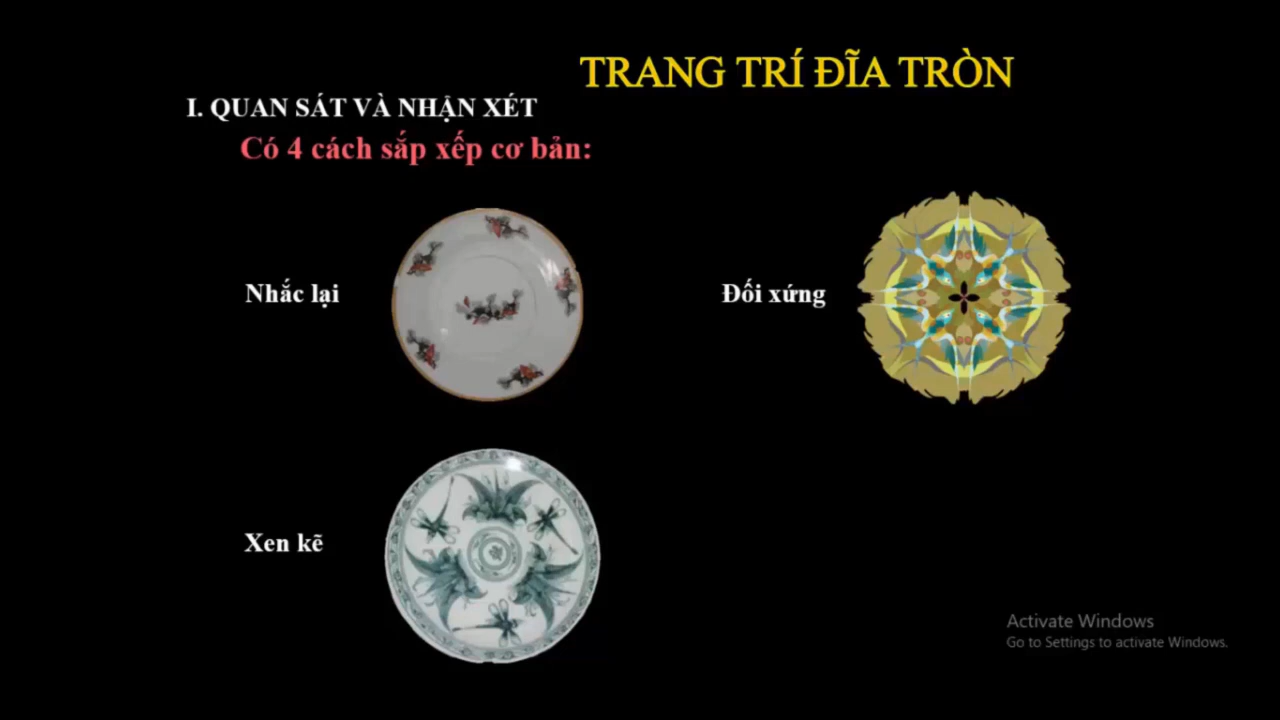 TRANG TRÍ ĐĨA TRÒN
I. QUAN SÁT VÀ NHẬN XÉT
Có 4 cách sắp xếp cơ bản:
Nhắc lại
Đối xứng
Xen kẽ
Activate Windows
Go to Settings to activate Windows.